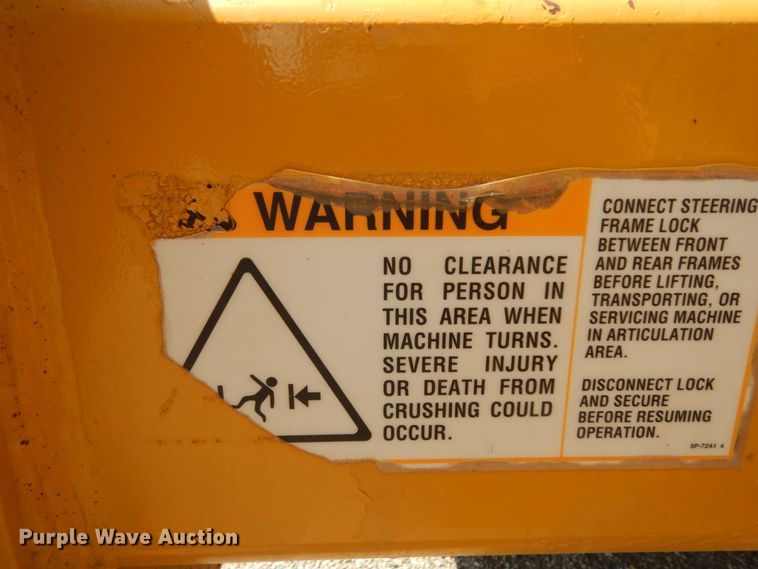 WARNING
NO CLEARANCE
FOR PERSON IN
THIS AREA WHEN
MACHINE TURNS.
SEVERE INJURY
OR DEATH FROM
CRUSHING COULD
OCCUR.
CONNECT STEERING
FRAME LOCK
BETWEEN FRONT
AND REAR FRAMES
BEFORE LIFTING,
TRANSPORTING, OR
SERVICING MACHINE
IN ARTICULATION
AREA.
DISCONNECT LOCK
AND SECURE
BEFORE RESUMING
OPERATION.
Purple Wave Auction